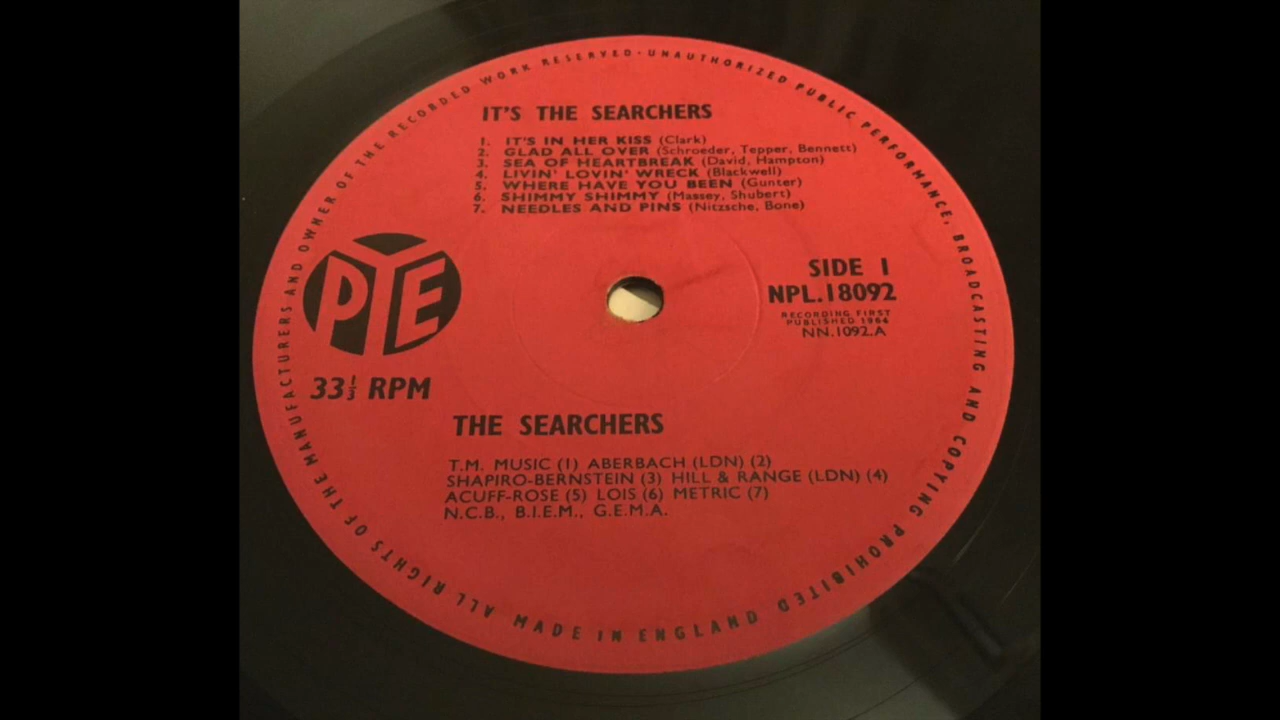 IT'S THE SEARCHERS
1. IT'S IN HER KISS (Clark)
2. GLAD ALL OVER (Schroeder, Tepper, Bennett)
3. SEA OF HEARTBREAK (David, Hampton)
4. LIVIN' LOVIN' WRECK (Blackwell)
5. WHERE HAVE YOU BEEN (Gunter)
6. SHIMMY SHIMMY (Massey, Shubert)
7. NEEDLES AND PINS (Nitzsche, Bone)
PYE
33⅓ RPM
SIDE 1
NPL.18092
RECORDING FIRST
PUBLISHED 1964
NN.1092.A
THE SEARCHERS
T.M. MUSIC (1) ABERBACH (LDN) (2)
SHAPIRO-BERNSTEIN (3) HILL & RANGE (LDN) (4)
ACUFF-ROSE (5) LOIS (6) METRIC (7)
N.C.B., B.I.E.M., G.E.M.A.
ALL RIGHTS OF THE MANUFACTURERS AND OWNER OF THE RECORDED WORK RESERVED · UNAUTHORIZED PUBLIC PERFORMANCE, BROADCASTING AND COPYING PROHIBITED
MADE IN ENGLAND